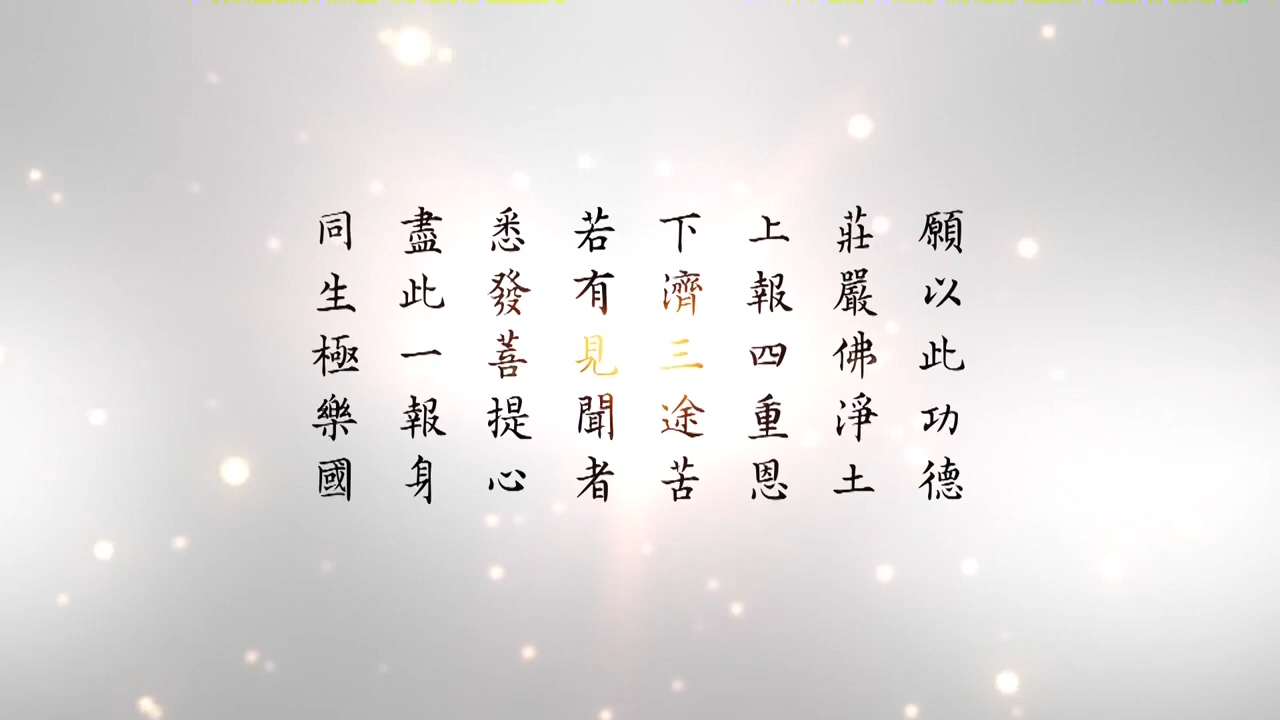 願以此功德
莊嚴佛淨土
上報四重恩
下濟三途苦
若有見聞者
悉發菩提心
盡此一報身
同生極樂國